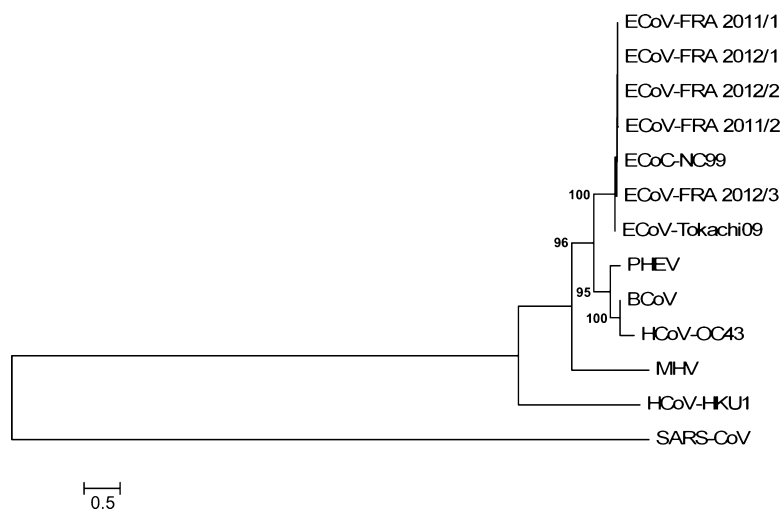 ECoV-FRA 2011/1
ECoV-FRA 2012/1
ECoV-FRA 2012/2
ECoV-FRA 2011/2
ECoC-NC99
100
ECoV-FRA 2012/3
ECoV-Tokachi09
96
PHEV
95
BCoV
100
HCoV-OC43
MHV
HCoV-HKU1
SARS-CoV
0.5